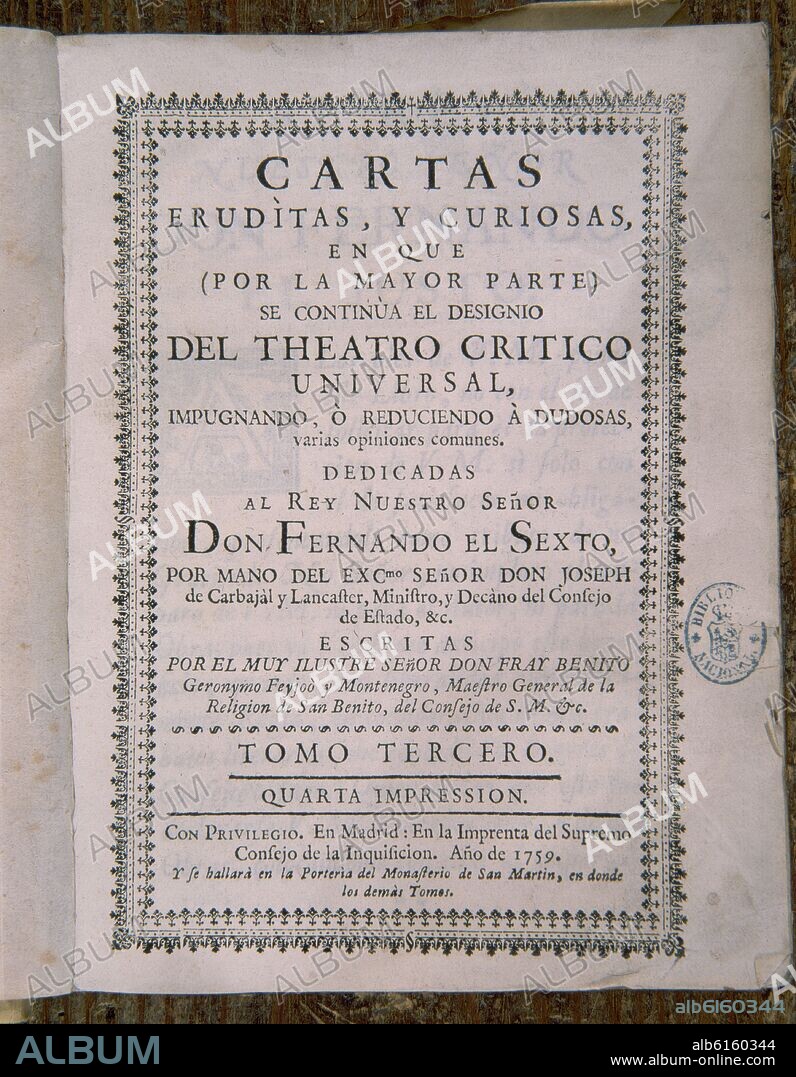 CARTAS
ERUDÌTAS, Y CURIOSAS,
EN QUE
(POR LA MAYOR PARTE)
SE CONTINÙA EL DESIGNIO
DEL THEATRO CRITICO
UNIVERSAL,
IMPUGNANDO, Ò REDUCIENDO À DUDOSAS,
varias opiniones comunes.
DEDICADAS
AL REY NUESTRO SEñOR
DON FERNANDO EL SEXTO,
POR MANO DEL EXCmo SEñOR DON JOSEPH
de Carbajàl y Lancaſter, Miniſtro, y Decàno del Conſejo
de Eſtado, &c.
ESCRITAS
POR EL MUY ILUSTRE SEñOR DON FRAY BENITO
Geronymo Feyjoò y Montenegro, Maeſtro General de la
Religion de San Benito, del Conſejo de S. M. &c.
TOMO TERCERO.
QUARTA IMPRESSION.
CON PRIVILEGIO. En Madrid: En la Imprenta del Supremo
Conſejo de la Inquiſicion. Año de 1759.
Y ſe hallarà en la Porterìa del Monaſterio de San Martin, en donde
los demàs Tomos.
BIBLIO
NACIONAL
ALBUM
alb6160344
ALBUM
alb6160344
www.album-online.com